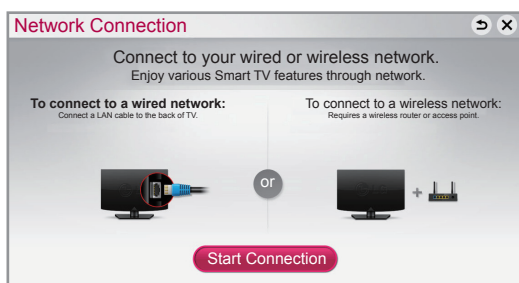 Network Connection
Connect to your wired or wireless network.
Enjoy various Smart TV features through network.
To connect to a wired network:
Connect a LAN cable to the back of TV.
To connect to a wireless network:
Requires a wireless router or access point.
or
+
Start Connection